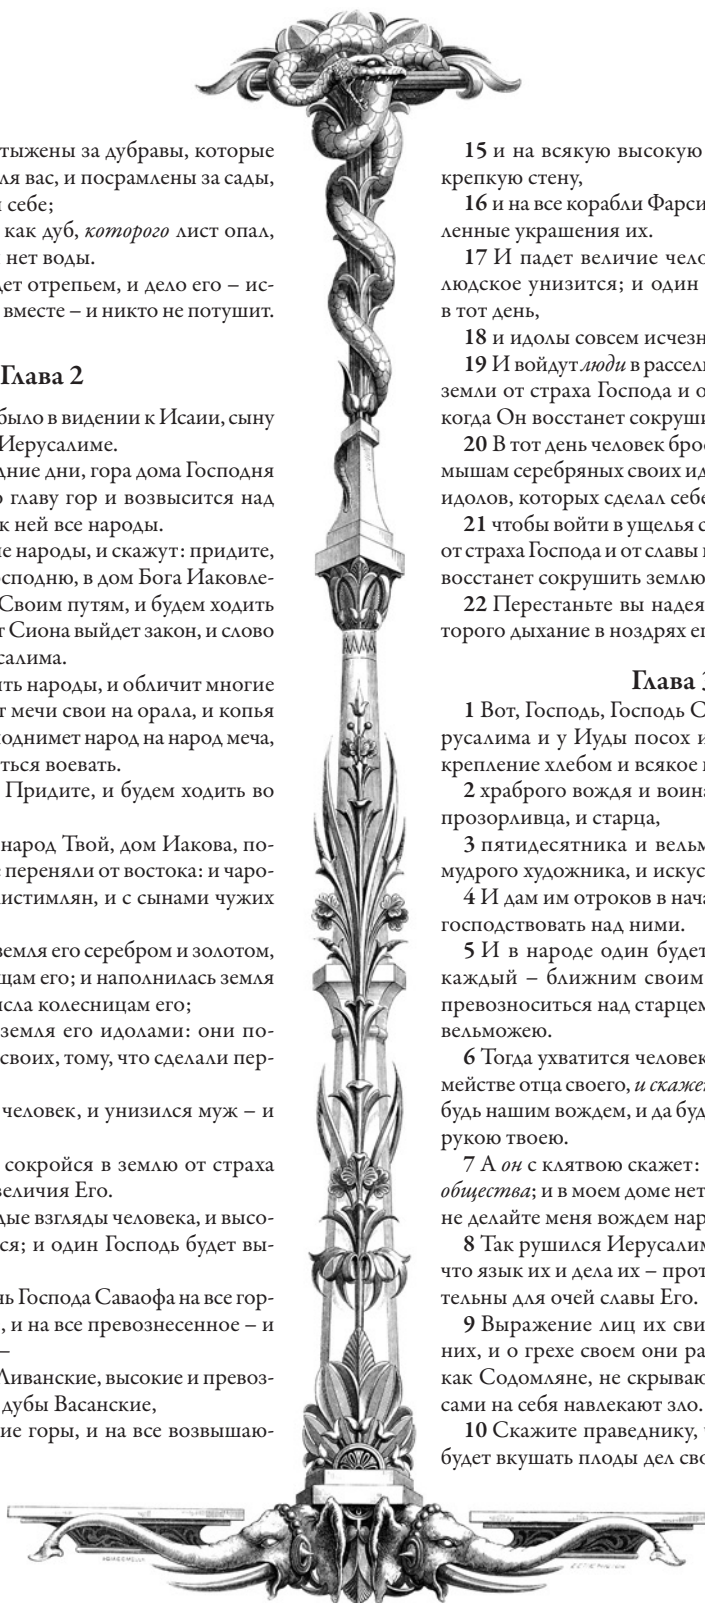 тыжены за дубравы, которые
ля вас, и посрамлены за сады,
себе;
как дуб, которого лист опал,
нет воды.
ет отрепьем, и дело его – ис-
вместе – и никто не потушит.
Глава 2
было в видении к Исаии, сыну
Иерусалиме.
дние дни, гора дома Господня
главу гор и возвысится над
к ней все народы.
ие народы, и скажут: придите,
осподню, в дом Бога Иаковле-
Своим путям, и будем ходить
т Сиона выйдет закон, и слово
салима.
ить народы, и обличит многие
т мечи свои на орала, и копья
поднимет народ на народ меча,
ться воевать.
Придите, и будем ходить во
народ Твой, дом Иакова, по-
е переняли от востока: и чаро-
листимлян, и с сынами чужих
земля его серебром и золотом,
щам его; и наполнилась земля
исла колесницам его;
земля его идолами: они по-
своих, тому, что сделали пер-
человек, и унизился муж – и
сокройся в землю от страха
величия Его.
дые взгляды человека, и высо-
ся; и один Господь будет вы-
нь Господа Саваофа на все гор-
, и на все превознесенное – и
–
Ливанские, высокие и превоз-
дубы Васанские,
ие горы, и на все возвышаю-
15 и на всякую высокую
крепкую стену,
16 и на все корабли Фарси
ленные украшения их.
17 И падет величие чело
людское унизится; и один
в тот день,
18 и идолы совсем исчезн
19 И войдут люди в рассел
земли от страха Господа и о
когда Он восстанет сокруши
20 В тот день человек брос
мышам серебряных своих ид
идолов, которых сделал себе
21 чтобы войти в ущелья с
от страха Господа и от славы
восстанет сокрушить землю
22 Перестаньте вы надея
торого дыхание в ноздрях ег
Глава 3
1 Вот, Господь, Господь С
русалима и у Иуды посох и
крепление хлебом и всякое
2 храброго вождя и воина
прозорливца, и старца,
3 пятидесятника и вельм
мудрого художника, и искус
4 И дам им отроков в нача
господствовать над ними.
5 И в народе один будет
каждый – ближним своим
превозноситься над старцем
вельможею.
6 Тогда ухватится человек
мействе отца своего, и скажет
будь нашим вождем, и да буд
рукою твоею.
7 А он с клятвою скажет:
общества; и в моем доме нет
не делайте меня вождем нар
8 Так рушился Иерусалим
что язык их и дела их – прот
тельны для очей славы Его.
9 Выражение лиц их сви
них, и о грехе своем они ра
как Содомляне, не скрываю
сами на себя навлекают зло.
10 Скажите праведнику,
будет вкушать плоды дел сво